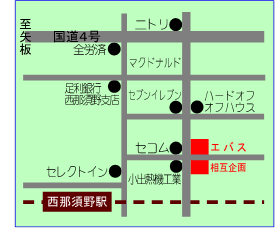 至矢板
国道4号
ニトリ
全労済
マクドナルド
足利銀行
西那須野支店
セブンイレブン
ハードオフ
オフハウス
セコム
エバス
相互企画
セレクトイン
小出熱機工業
西那須野駅